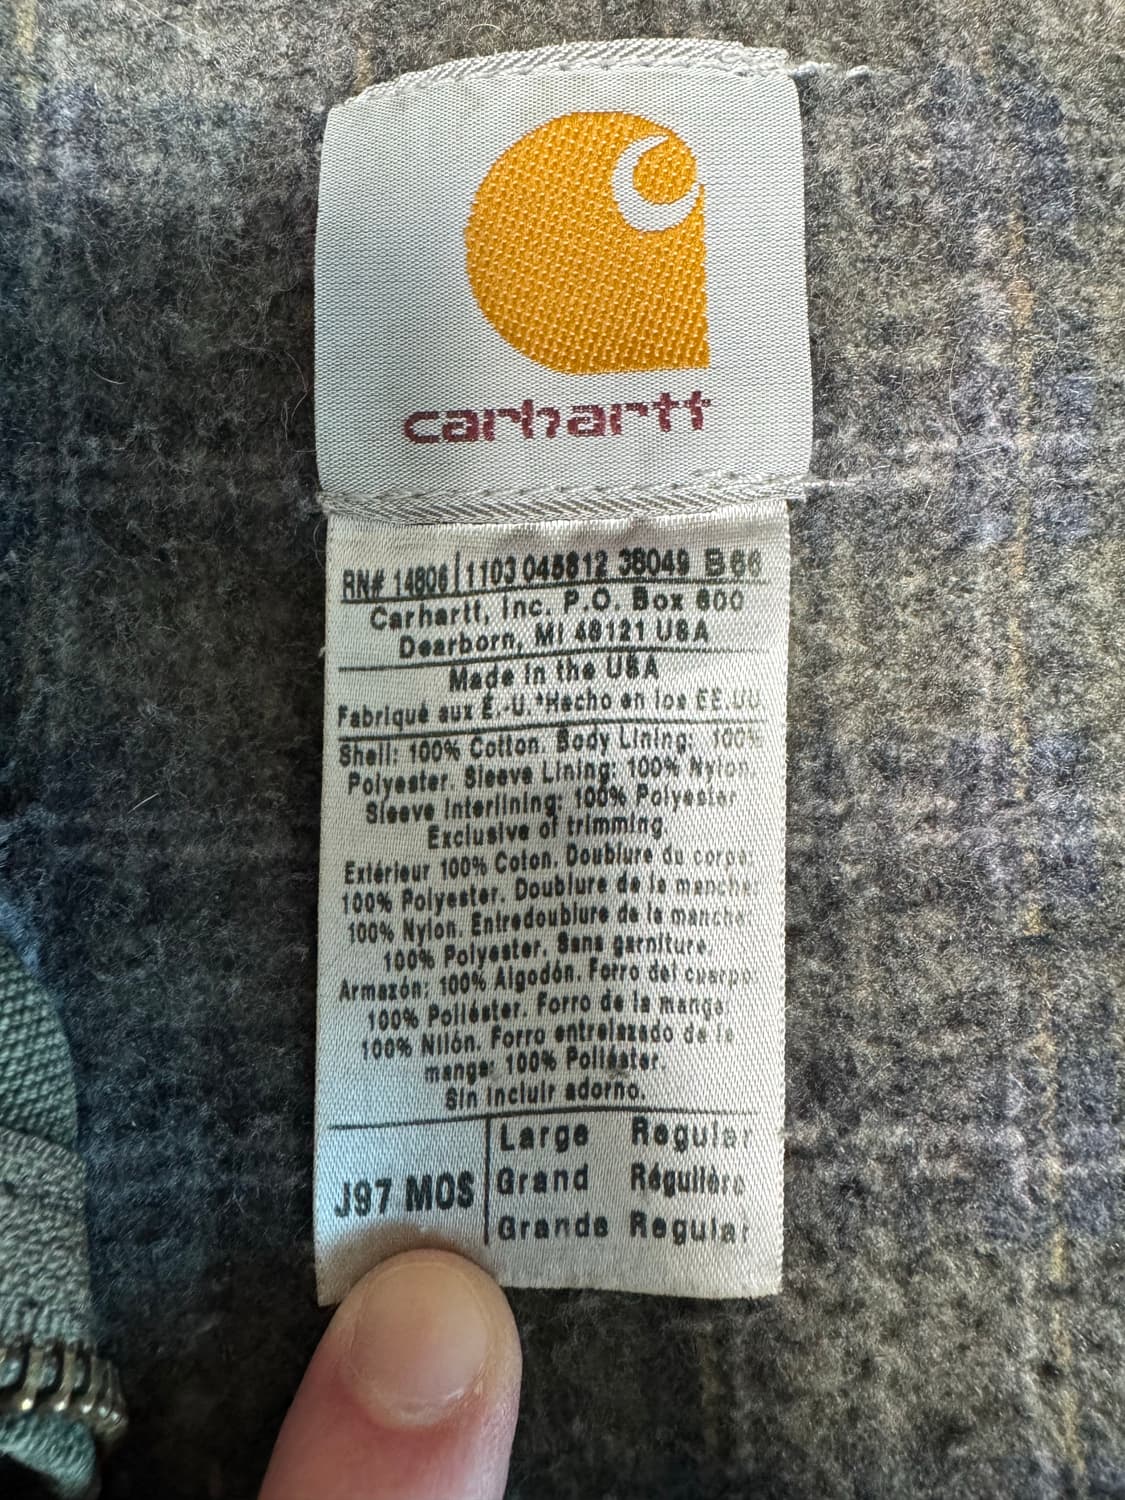 carhartt
RN# 14806 1103 045812 38049 B66
Carhartt, Inc. P.O. Box 600
Dearborn, MI 48121 USA
Made in the USA
Fabriqué aux É.-U.*Hecho en los EE.UU
Shell: 100% Cotton. Body Lining: 100%
Polyester. Sleeve Lining: 100% Nylon.
Sleeve Interlining: 100% Polyester
Exclusive of trimming
Extérieur 100% Coton. Doublure du corps:
100% Polyester. Doublure de la manche:
100% Nylon. Entredoublure de la manche:
100% Polyester. Sans garniture.
Armazón: 100% Algodón. Forro del cuerpo
100% Poliéster. Forro de la manga
100% Nilón. Forro entrelazado de la
manga: 100% Poliéster.
Sin incluir adorno.
J97 MOS
Large Regular
Grand Régulière
Grande Regular